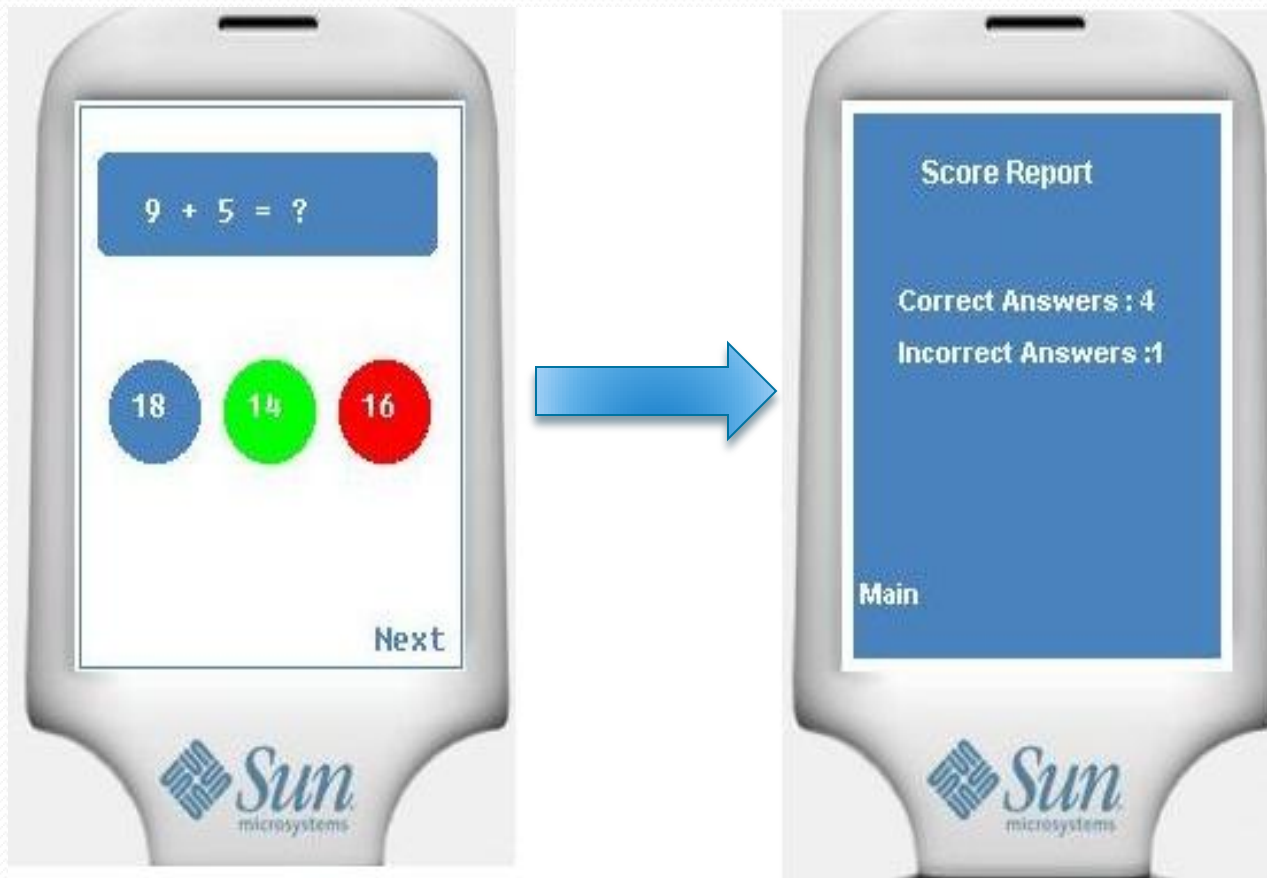 9 + 5 = ?
18 14 16
Next
Sun
microsystems
Score Report
Correct Answers : 4
Incorrect Answers :1
Main
Sun
microsystems